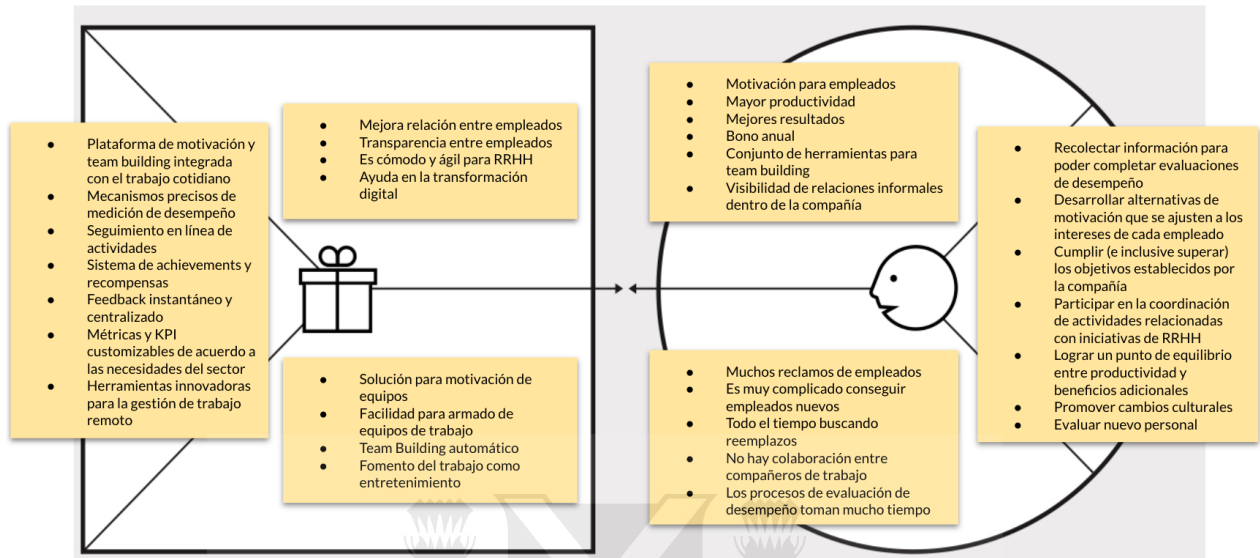 Plataforma de motivación y
team building integrada
con el trabajo cotidiano
Mecanismos precisos de
medición de desempeño
Seguimiento en línea de
actividades
Sistema de achievements y
recompensas
Feedback instantáneo y
centralizado
Métricas y KPI
customizables de acuerdo a
las necesidades del sector
Herramientas innovadoras
para la gestión de trabajo
remoto
Mejora relación entre empleados
Transparencia entre empleados
Es cómodo y ágil para RRHH
Ayuda en la transformación
digital
Solución para motivación de
equipos
Facilidad para armado de
equipos de trabajo
Team Building automático
Fomento del trabajo como
entretenimiento
Motivación para empleados
Mayor productividad
Mejores resultados
Bono anual
Conjunto de herramientas para
team building
Visibilidad de relaciones informales
dentro de la compañía
Muchos reclamos de empleados
Es muy complicado conseguir
empleados nuevos
Todo el tiempo buscando
reemplazos
No hay colaboración entre
compañeros de trabajo
Los procesos de evaluación de
desempeño toman mucho tiempo
Recolectar información para
poder completar evaluaciones
de desempeño
Desarrollar alternativas de
motivación que se ajusten a los
intereses de cada empleado
Cumplir (e inclusive superar)
los objetivos establecidos por
la compañía
Participar en la coordinación
de actividades relacionadas
con iniciativas de RRHH
Lograr un punto de equilibrio
entre productividad y
beneficios adicionales
Promover cambios culturales
Evaluar nuevo personal